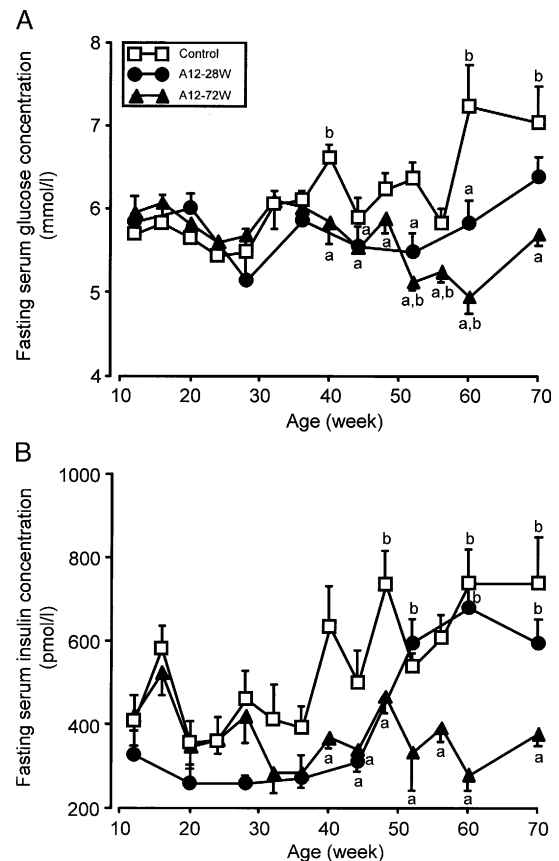 A
8
7
6
5
4
Fasting serum glucose concentration
(mmol/l)
Control
A12-28W
A12-72W
b
b
a
a
a
a
a
a
a
a,b
a,b
a,b
a
10 20 30 40 50 60 70
Age (week)
B
1000
800
600
400
200
Fasting serum insulin concentration
(pmol/l)
b
b
b
b
b
b
a
a
a
a
a
a
a
a
10 20 30 40 50 60 70
Age (week)